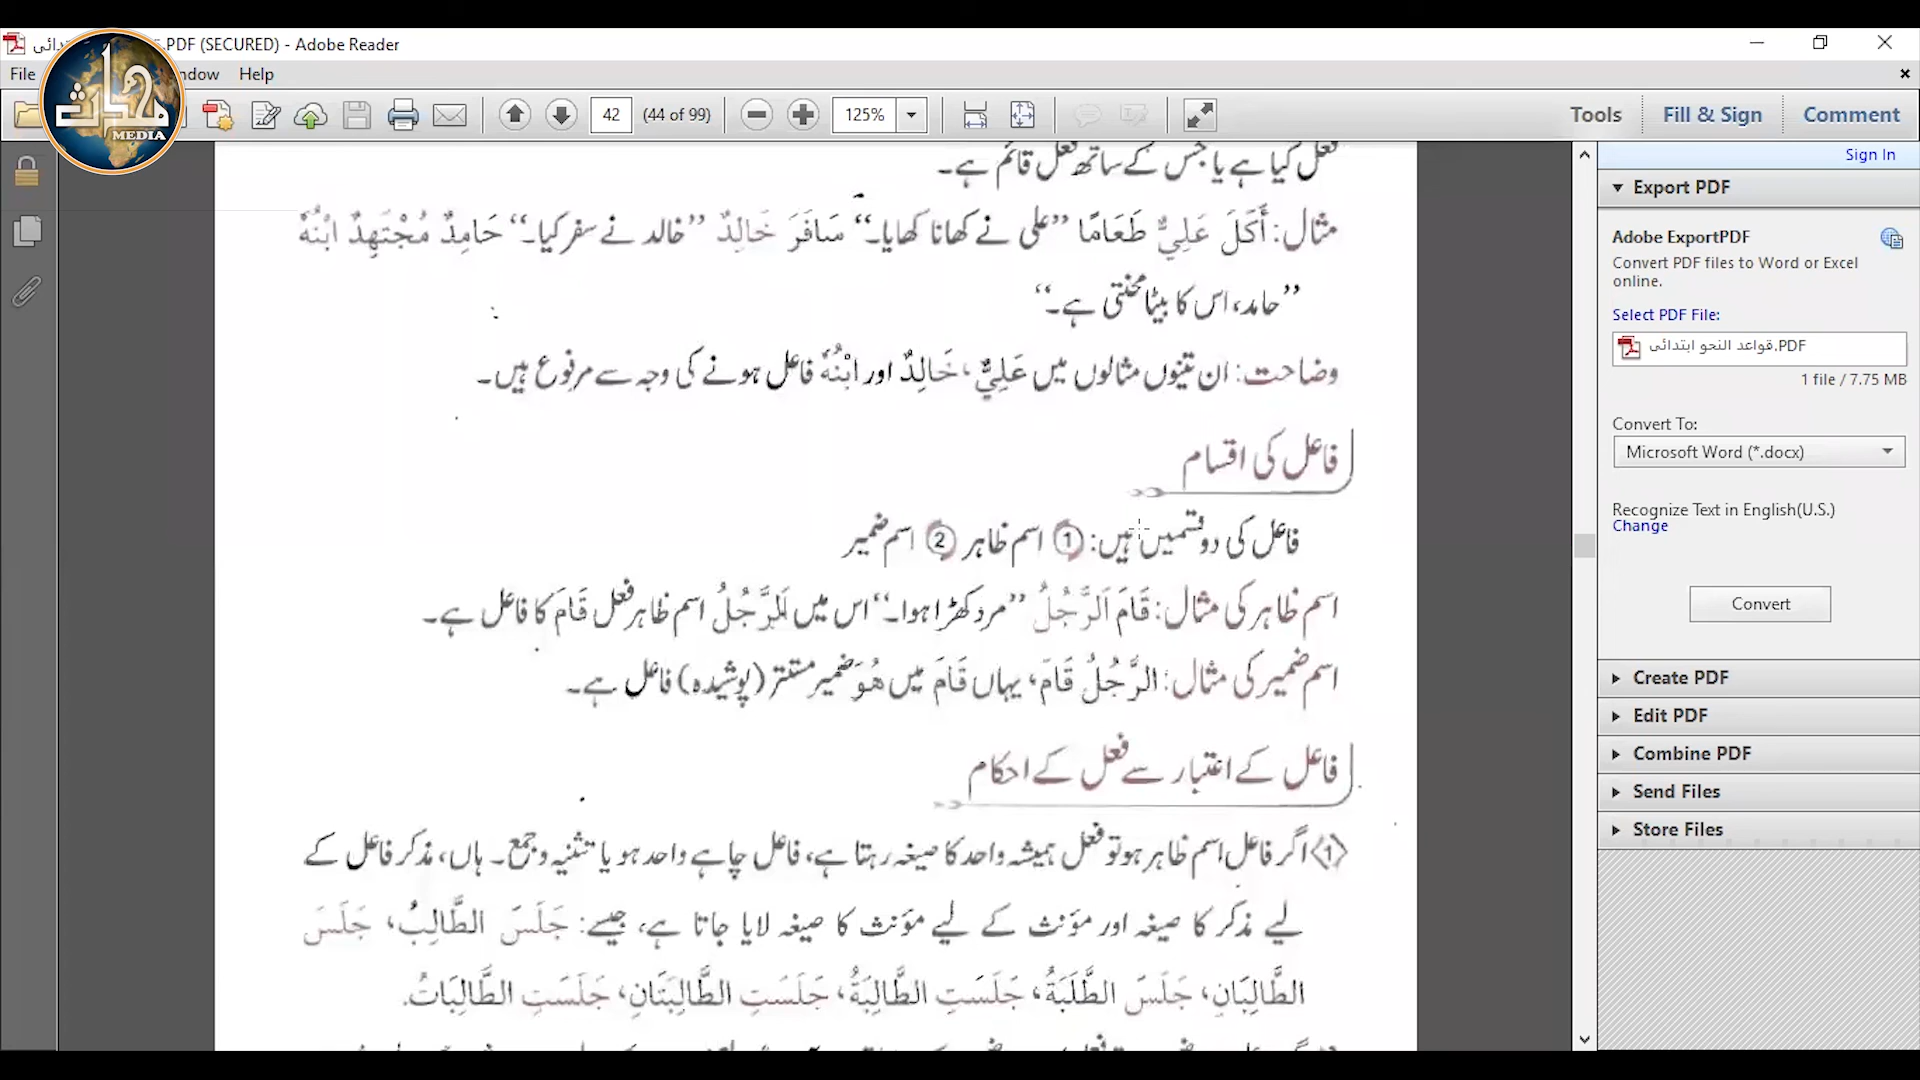 ابتدائی .PDF (SECURED) - Adobe Reader
File ndow Help
MEDIA
42 (44 of 99) 125% Tools Fill & Sign Comment
Sign In
Export PDF
Adobe ExportPDF
Convert PDF files to Word or Excel
online.
Select PDF File:
قواعد النحو ابتدائی.PDF
1 file / 7.75 MB
Convert To:
Microsoft Word (*.docx)
Recognize Text in English(U.S.)
Change
Convert
Create PDF
Edit PDF
Combine PDF
Send Files
Store Files
فعل کیا ہے یا جس کے ساتھ فعل قائم ہے۔
مثال: أَكَلَ عَلِيٌّ طَعَامًا ’’علی نے کھانا کھایا۔‘‘ سَافَرَ خَالِدٌ ’’خالد نے سفر کیا۔‘‘ حَامِدٌ مُجْتَهِدٌ ابْنُهٗ
’’حامد، اس کا بیٹا محنتی ہے۔‘‘
وضاحت: ان تینوں مثالوں میں عَلِيٌّ، خَالِدٌ اور ابْنُهٗ فاعل ہونے کی وجہ سے مرفوع ہیں۔
فاعل کی اقسام
فاعل کی دو قسمیں ہیں: ① اسم ظاہر ② اسم ضمیر
اسم ظاہر کی مثال: قَامَ اَلرَّجُلُ ’’مرد کھڑا ہوا۔‘‘ اس میں اَلرَّجُلُ اسم ظاہر فعل قَامَ کا فاعل ہے۔
اسم ضمیر کی مثال: الرَّجُلُ قَامَ، یہاں قَامَ میں هُوَ ضمیر مستتر (پوشیدہ) فاعل ہے۔
فاعل کے اعتبار سے فعل کے احکام
〈1〉 اگر فاعل اسم ظاہر ہو تو فعل ہمیشہ واحد کا صیغہ رہتا ہے، فاعل چاہے واحد ہو یا تثنیہ و جمع۔ ہاں، مذکر فاعل کے
لیے مذکر کا صیغہ اور مؤنث کے لیے مؤنث کا صیغہ لایا جاتا ہے، جیسے: جَلَسَ الطَّالِبُ، جَلَسَ
الطَّالِبَانِ، جَلَسَ الطَّلَبَةُ، جَلَسَتِ الطَّالِبَةُ، جَلَسَتِ الطَّالِبَتَانِ، جَلَسَتِ الطَّالِبَاتُ.